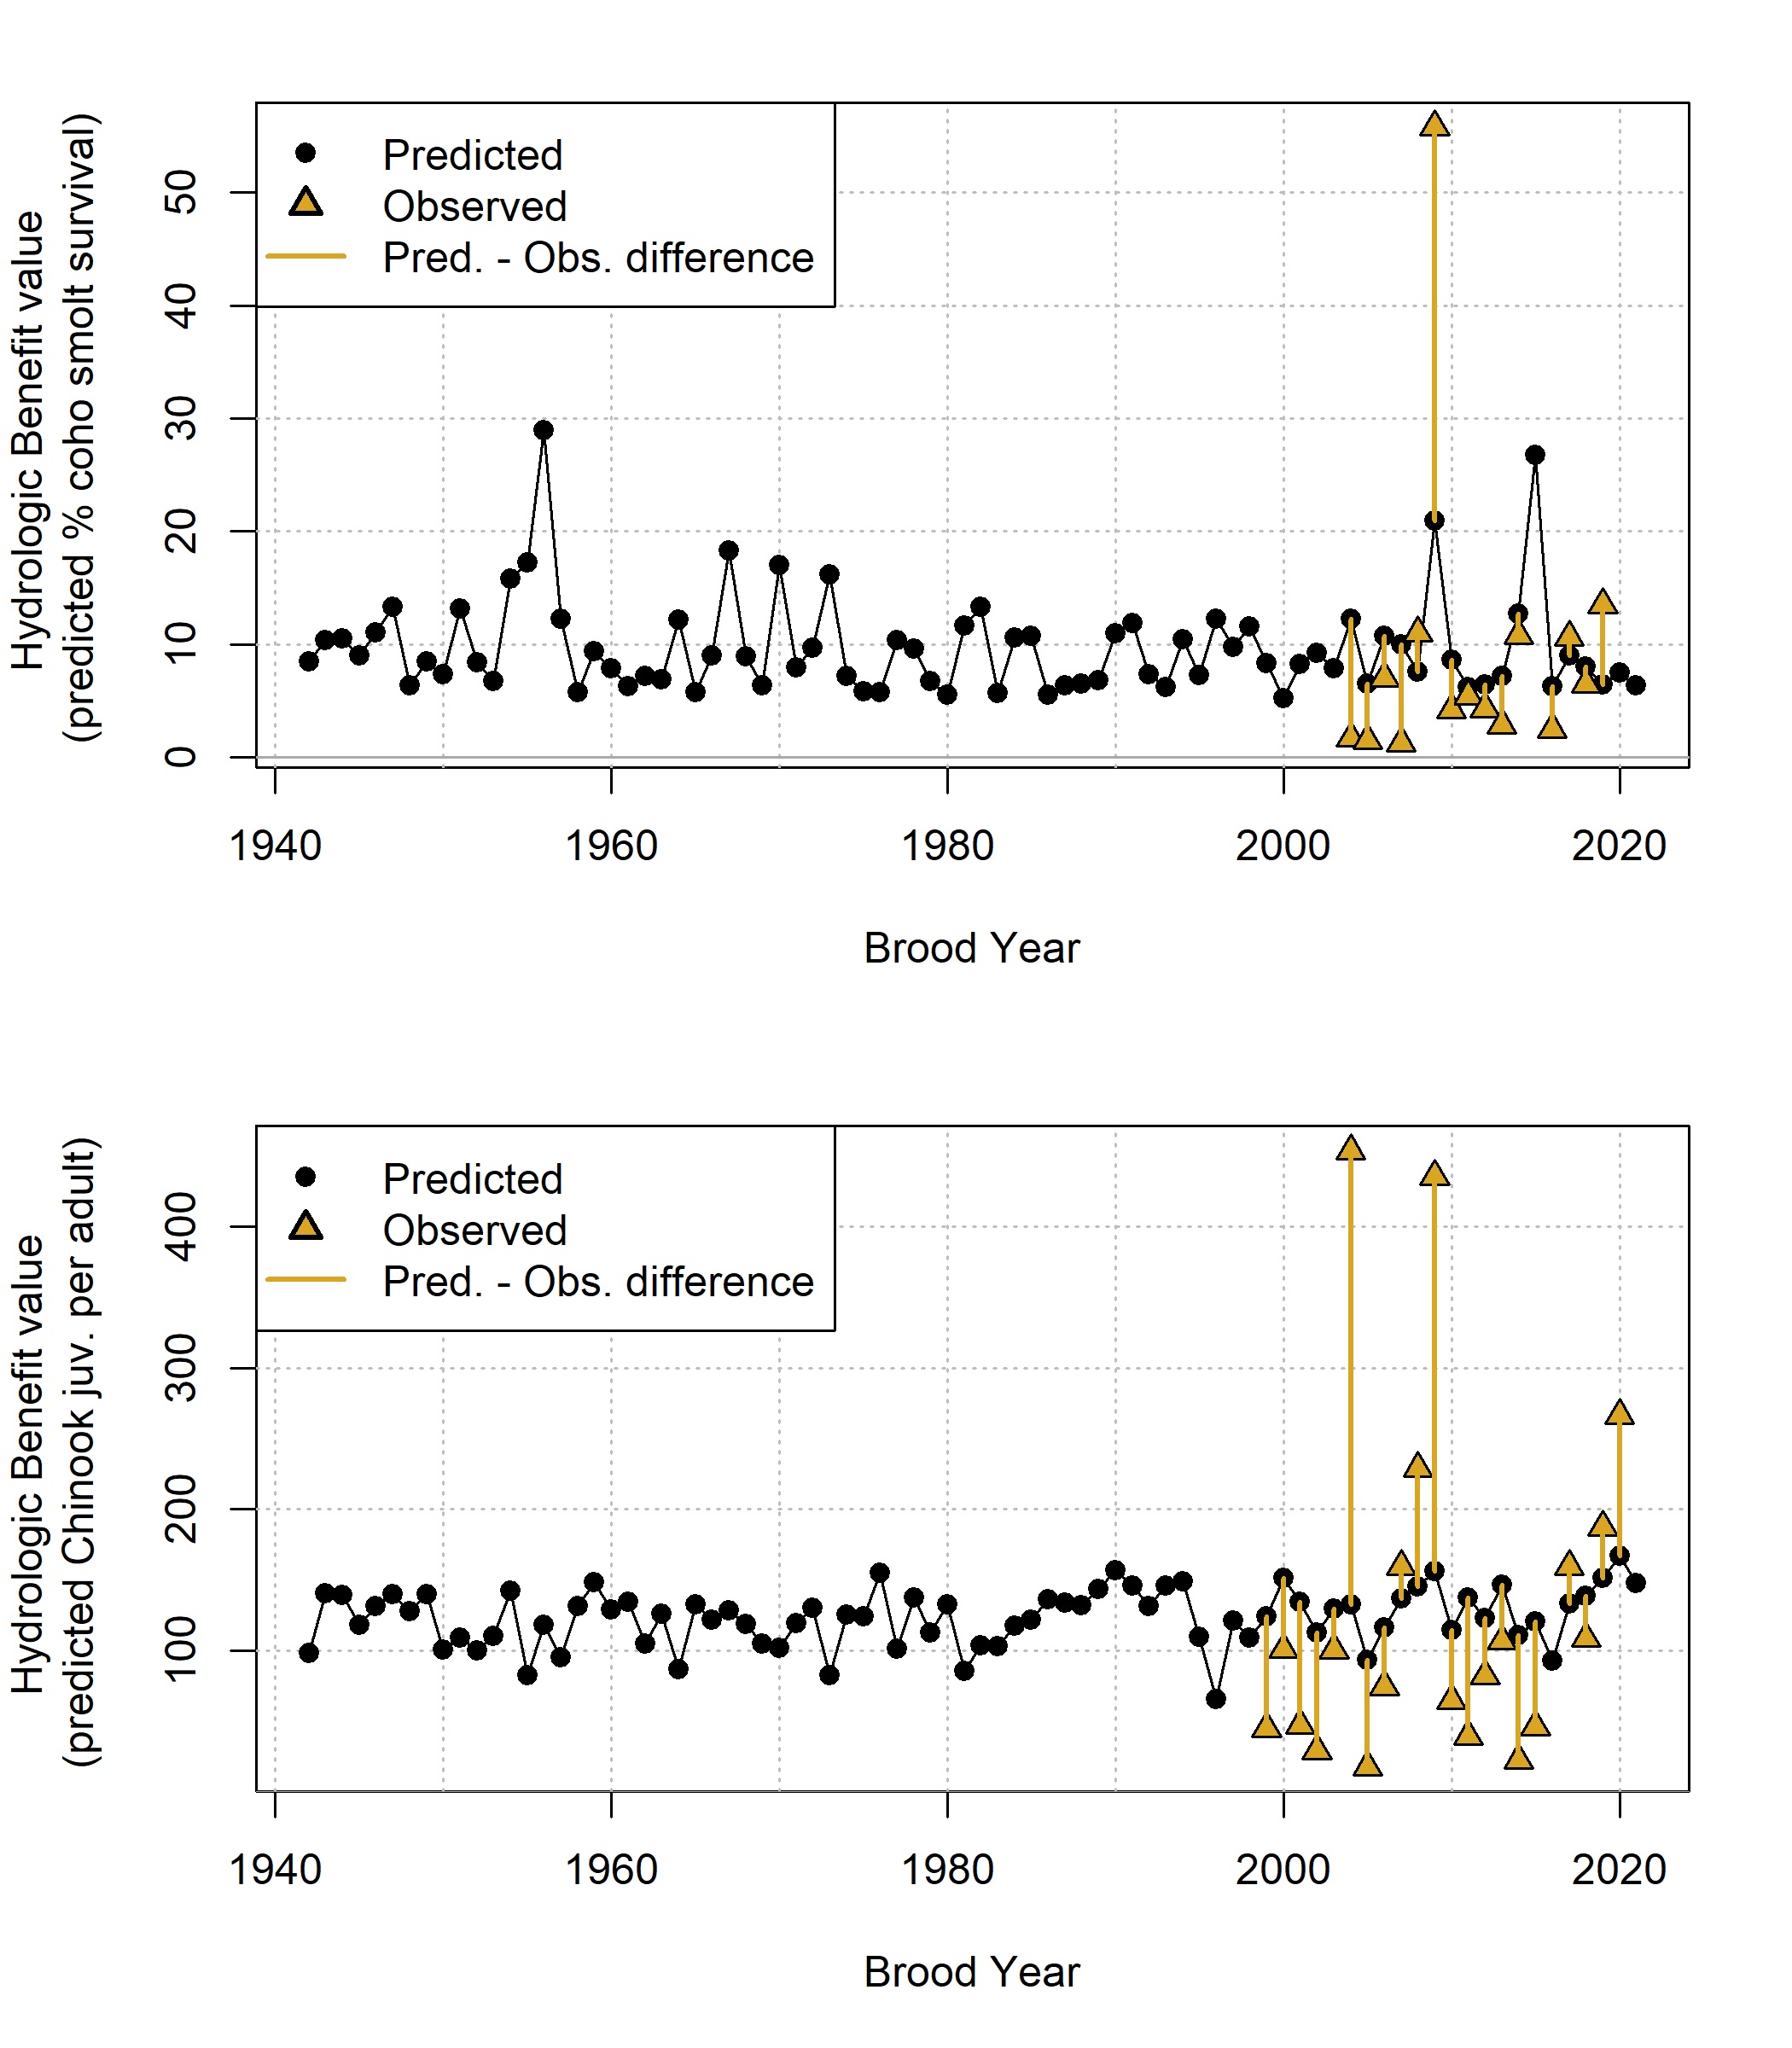 Hydrologic Benefit value
(predicted % coho smolt survival)
Predicted
Observed
Pred. - Obs. difference
50
40
30
20
10
0
1940
1960
1980
2000
2020
Brood Year
Hydrologic Benefit value
(predicted Chinook juv. per adult)
Predicted
Observed
Pred. - Obs. difference
400
300
200
100
1940
1960
1980
2000
2020
Brood Year